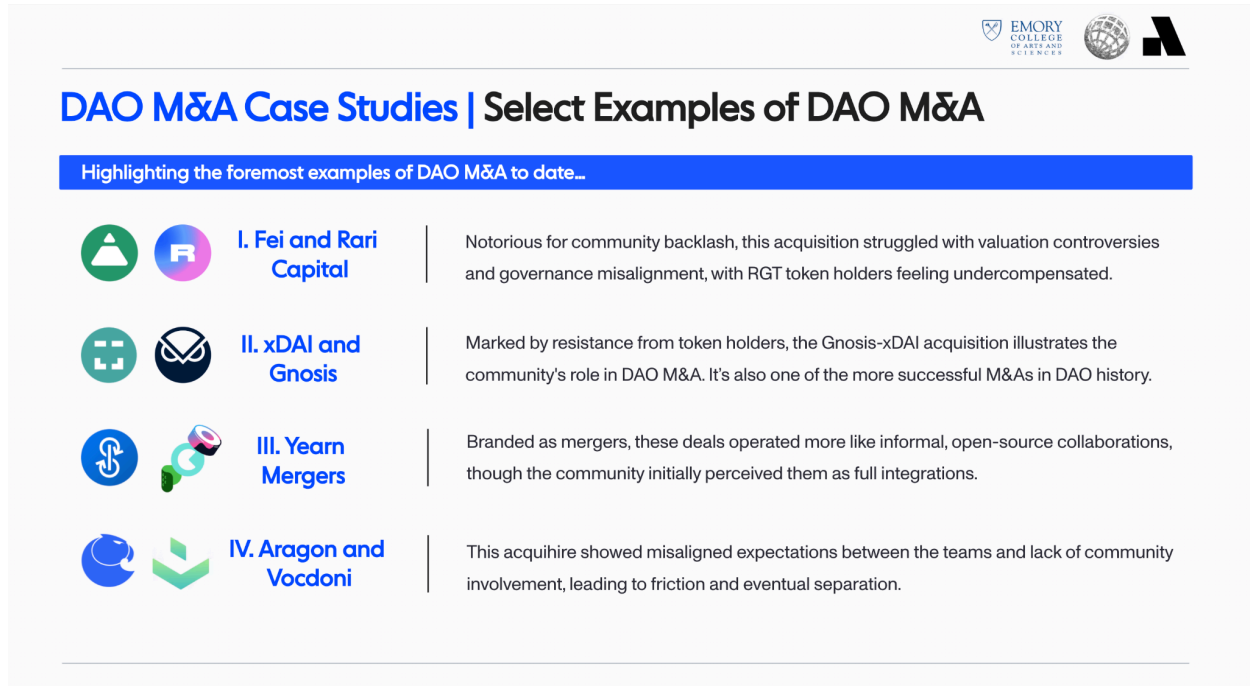 EMORY
COLLEGE
OF ARTS AND
SCIENCES
DAO M&A Case Studies | Select Examples of DAO M&A
Highlighting the foremost examples of DAO M&A to date...
I. Fei and Rari
Capital
Notorious for community backlash, this acquisition struggled with valuation controversies
and governance misalignment, with RGT token holders feeling undercompensated.
II. xDAI and
Gnosis
Marked by resistance from token holders, the Gnosis-xDAI acquisition illustrates the
community's role in DAO M&A. It's also one of the more successful M&As in DAO history.
III. Yearn
Mergers
Branded as mergers, these deals operated more like informal, open-source collaborations,
though the community initially perceived them as full integrations.
IV. Aragon and
Vocdoni
This acquihire showed misaligned expectations between the teams and lack of community
involvement, leading to friction and eventual separation.